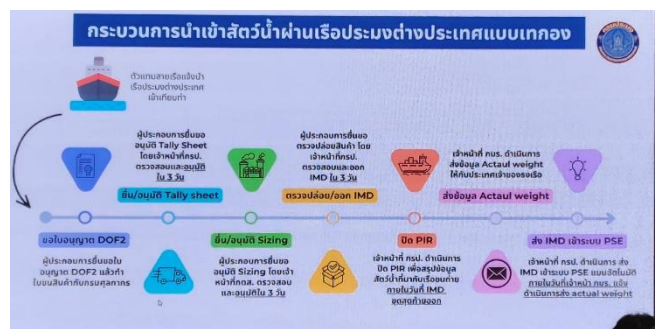 กระบวนการนำเข้าสัตว์น้ำผ่านเรือประมงต่างประเทศแบบเทกอง
ตัวแทนสายเรือแจ้งนำ
เรือประมงต่างประเทศ
เข้าเทียบท่า
ผู้ประกอบการยื่นขอ
อนุมัติ Tally Sheet
โดยเจ้าหน้าที่กรป.
ตรวจสอบและอนุมัติ
ใน 3 วัน
ผู้ประกอบการยื่นขอ
ตรวจปล่อยสินค้า โดย
เจ้าหน้าที่กรป.
ตรวจสอบและออก
IMD ใน 3 วัน
เจ้าหน้าที่ กบร. ดำเนินการ
ส่งข้อมูล Actaul weight
ให้กับประเทศเจ้าของธงเรือ
ยื่น/อนุมัติ Tally sheet
ตรวจปล่อย/ออก IMD
ส่งข้อมูล Actaul weight
ขอใบอนุญาต DOF2
ยื่น/อนุมัติ Sizing
ปิด PIR
ส่ง IMD เข้าระบบ PSE
ผู้ประกอบการยื่นขอใบ
อนุญาต DOF2 แล้วทำ
ใบขนสินค้ากับกรมศุลกากร
ผู้ประกอบการยื่นขอ
อนุมัติ Sizing โดยเจ้า
หน้าที่กตส. ตรวจสอบ
และอนุมัติใน 3 วัน
เจ้าหน้าที่ กรป. ดำเนินการ
ปิด PIR เพื่อสรุปข้อมูล
สัตว์น้ำที่มากับเรือขนถ่าย
ภายในวันที่ IMD
ชุดสุดท้ายออก
เจ้าหน้าที่ กรป. ดำเนินการ ส่ง
IMD เข้าระบบ PSE แบบอัตโนมัติ
ภายในวันที่เจ้าหน้า กบร. แจ้ง
ดำเนินการส่ง actual weight